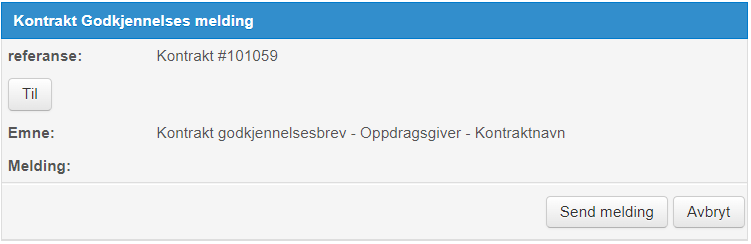 Kontrakt Godkjennelses melding
referanse: Kontrakt #101059
Til
Emne: Kontrakt godkjennelsesbrev - Oppdragsgiver - Kontraktnavn
Melding:
Send melding Avbryt